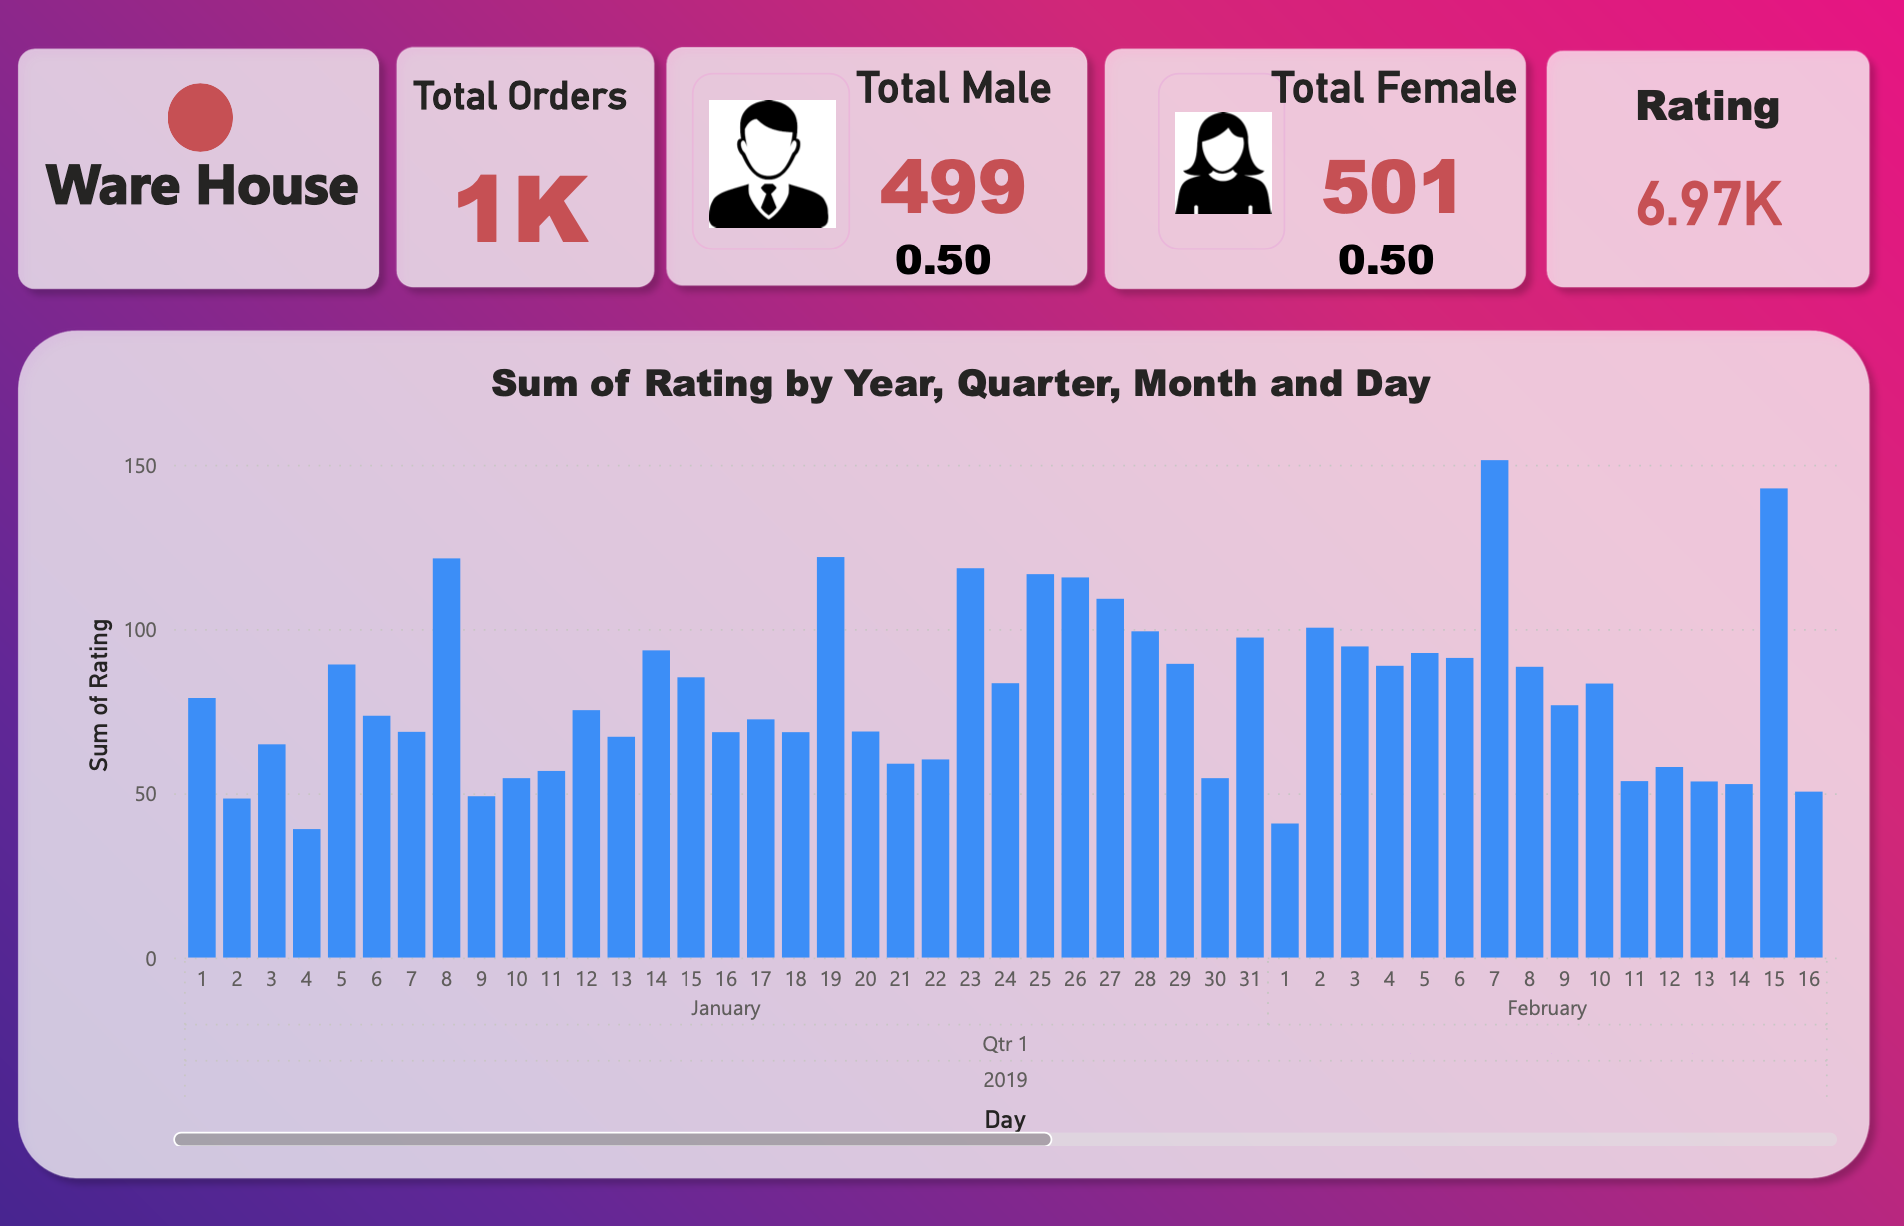 Ware House
Total Orders
1K
Total Male
499
0.50
Total Female
501
0.50
Rating
6.97K
Sum of Rating by Year, Quarter, Month and Day
Sum of Rating
150
100
50
0
1 2 3 4 5 6 7 8 9 10 11 12 13 14 15 16 17 18 19 20 21 22 23 24 25 26 27 28 29 30 31 1 2 3 4 5 6 7 8 9 10 11 12 13 14 15 16
January February
Qtr 1
2019
Day